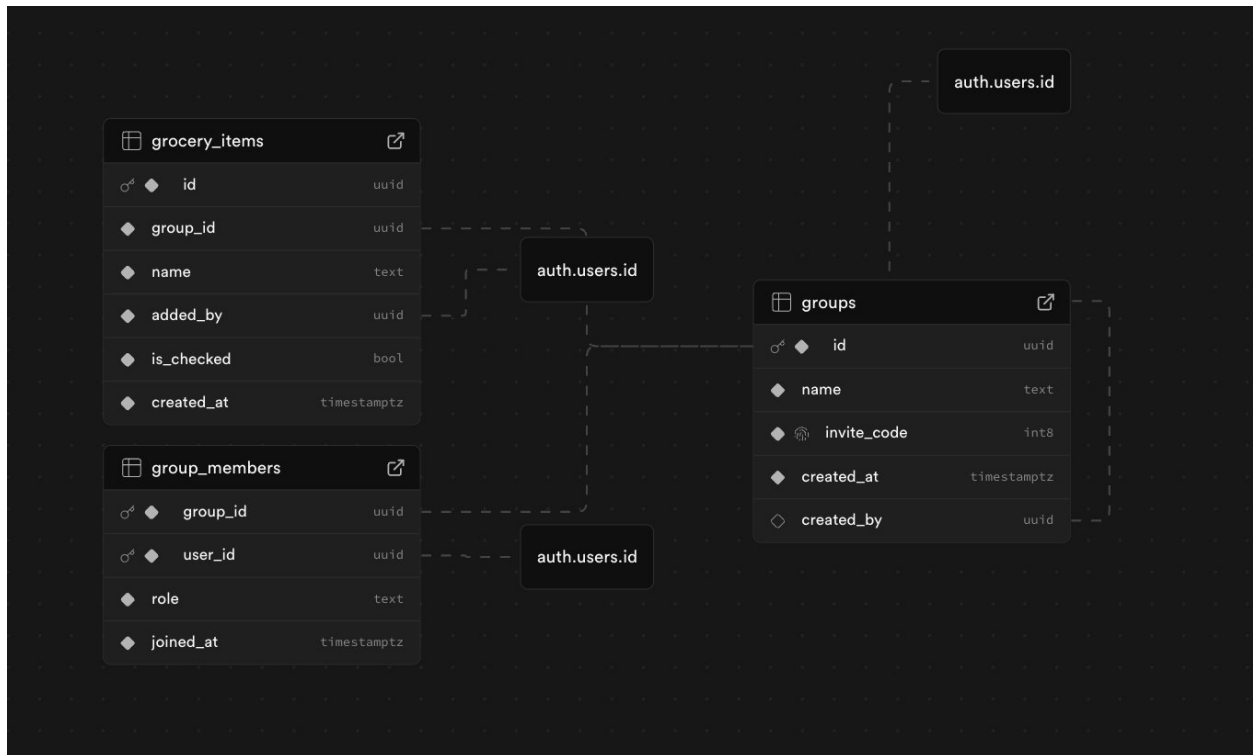 auth.users.id
grocery_items
id uuid
group_id uuid
name text
added_by uuid
is_checked bool
created_at timestamptz
auth.users.id
group_members
group_id uuid
user_id uuid
role text
joined_at timestamptz
auth.users.id
groups
id uuid
name text
invite_code int8
created_at timestamptz
created_by uuid